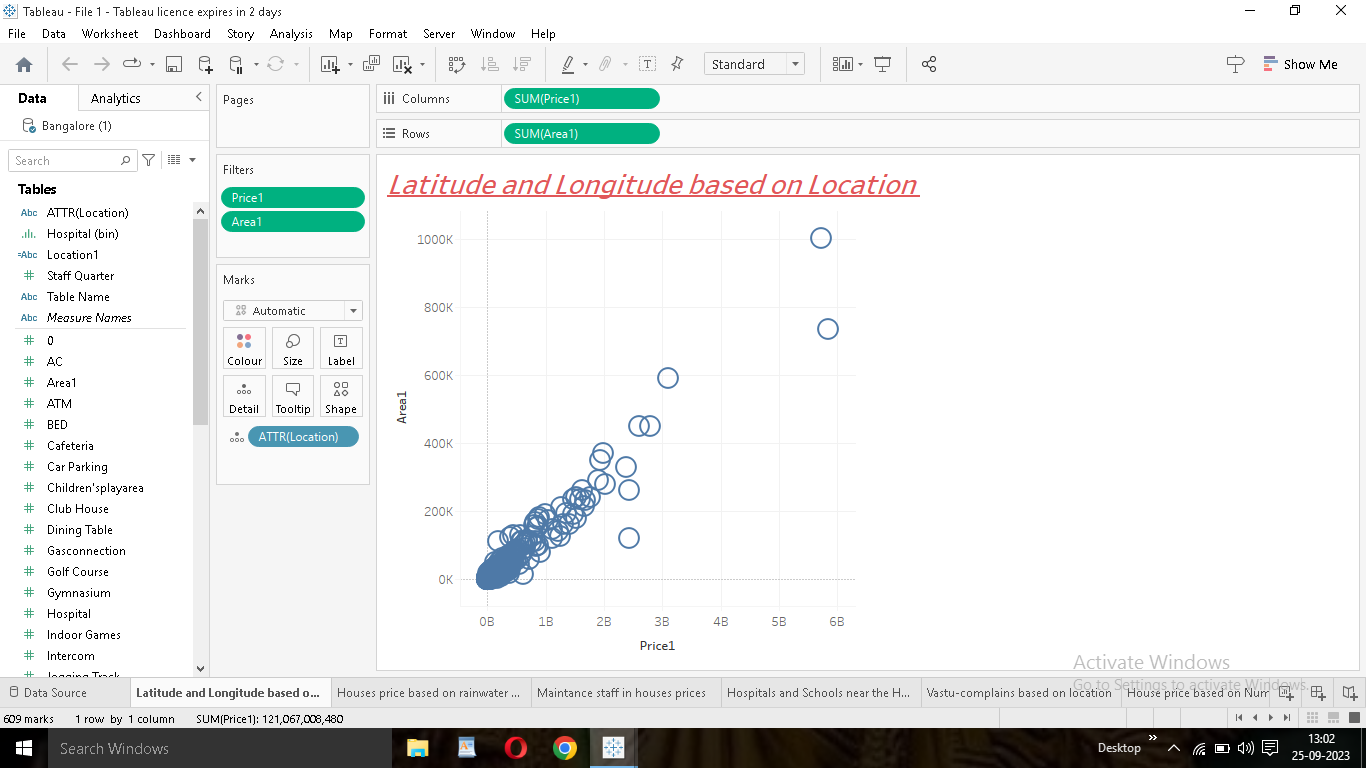 Tableau - File 1 - Tableau licence expires in 2 days
File Data Worksheet Dashboard Story Analysis Map Format Server Window Help
Standard
Show Me
Data Analytics
Bangalore (1)
Search
Tables
Abc ATTR(Location)
Hospital (bin)
=Abc Location1
# Staff Quarter
Abc Table Name
Abc Measure Names
# 0
# AC
# Area1
# ATM
# BED
# Cafeteria
# Car Parking
# Children'splayarea
# Club House
# Dining Table
# Gasconnection
# Golf Course
# Gymnasium
# Hospital
# Indoor Games
# Intercom
Jogging Track
Pages
Filters
Price1
Area1
Marks
Automatic
Colour Size Label
Detail Tooltip Shape
ATTR(Location)
Columns SUM(Price1)
Rows SUM(Area1)
Latitude and Longitude based on Location
1000K
800K
600K
400K
200K
0K
Area1
0B 1B 2B 3B 4B 5B 6B
Price1
Activate Windows
Go to Settings to activate Windows.
Data Source Latitude and Longitude based o... Houses price based on rainwater ... Maintance staff in houses prices Hospitals and Schools near the H... Vastu-complains based on location House price based on Num
609 marks 1 row by 1 column SUM(Price1): 121,067,008,480
Search Windows
Desktop
13:02
25-09-2023